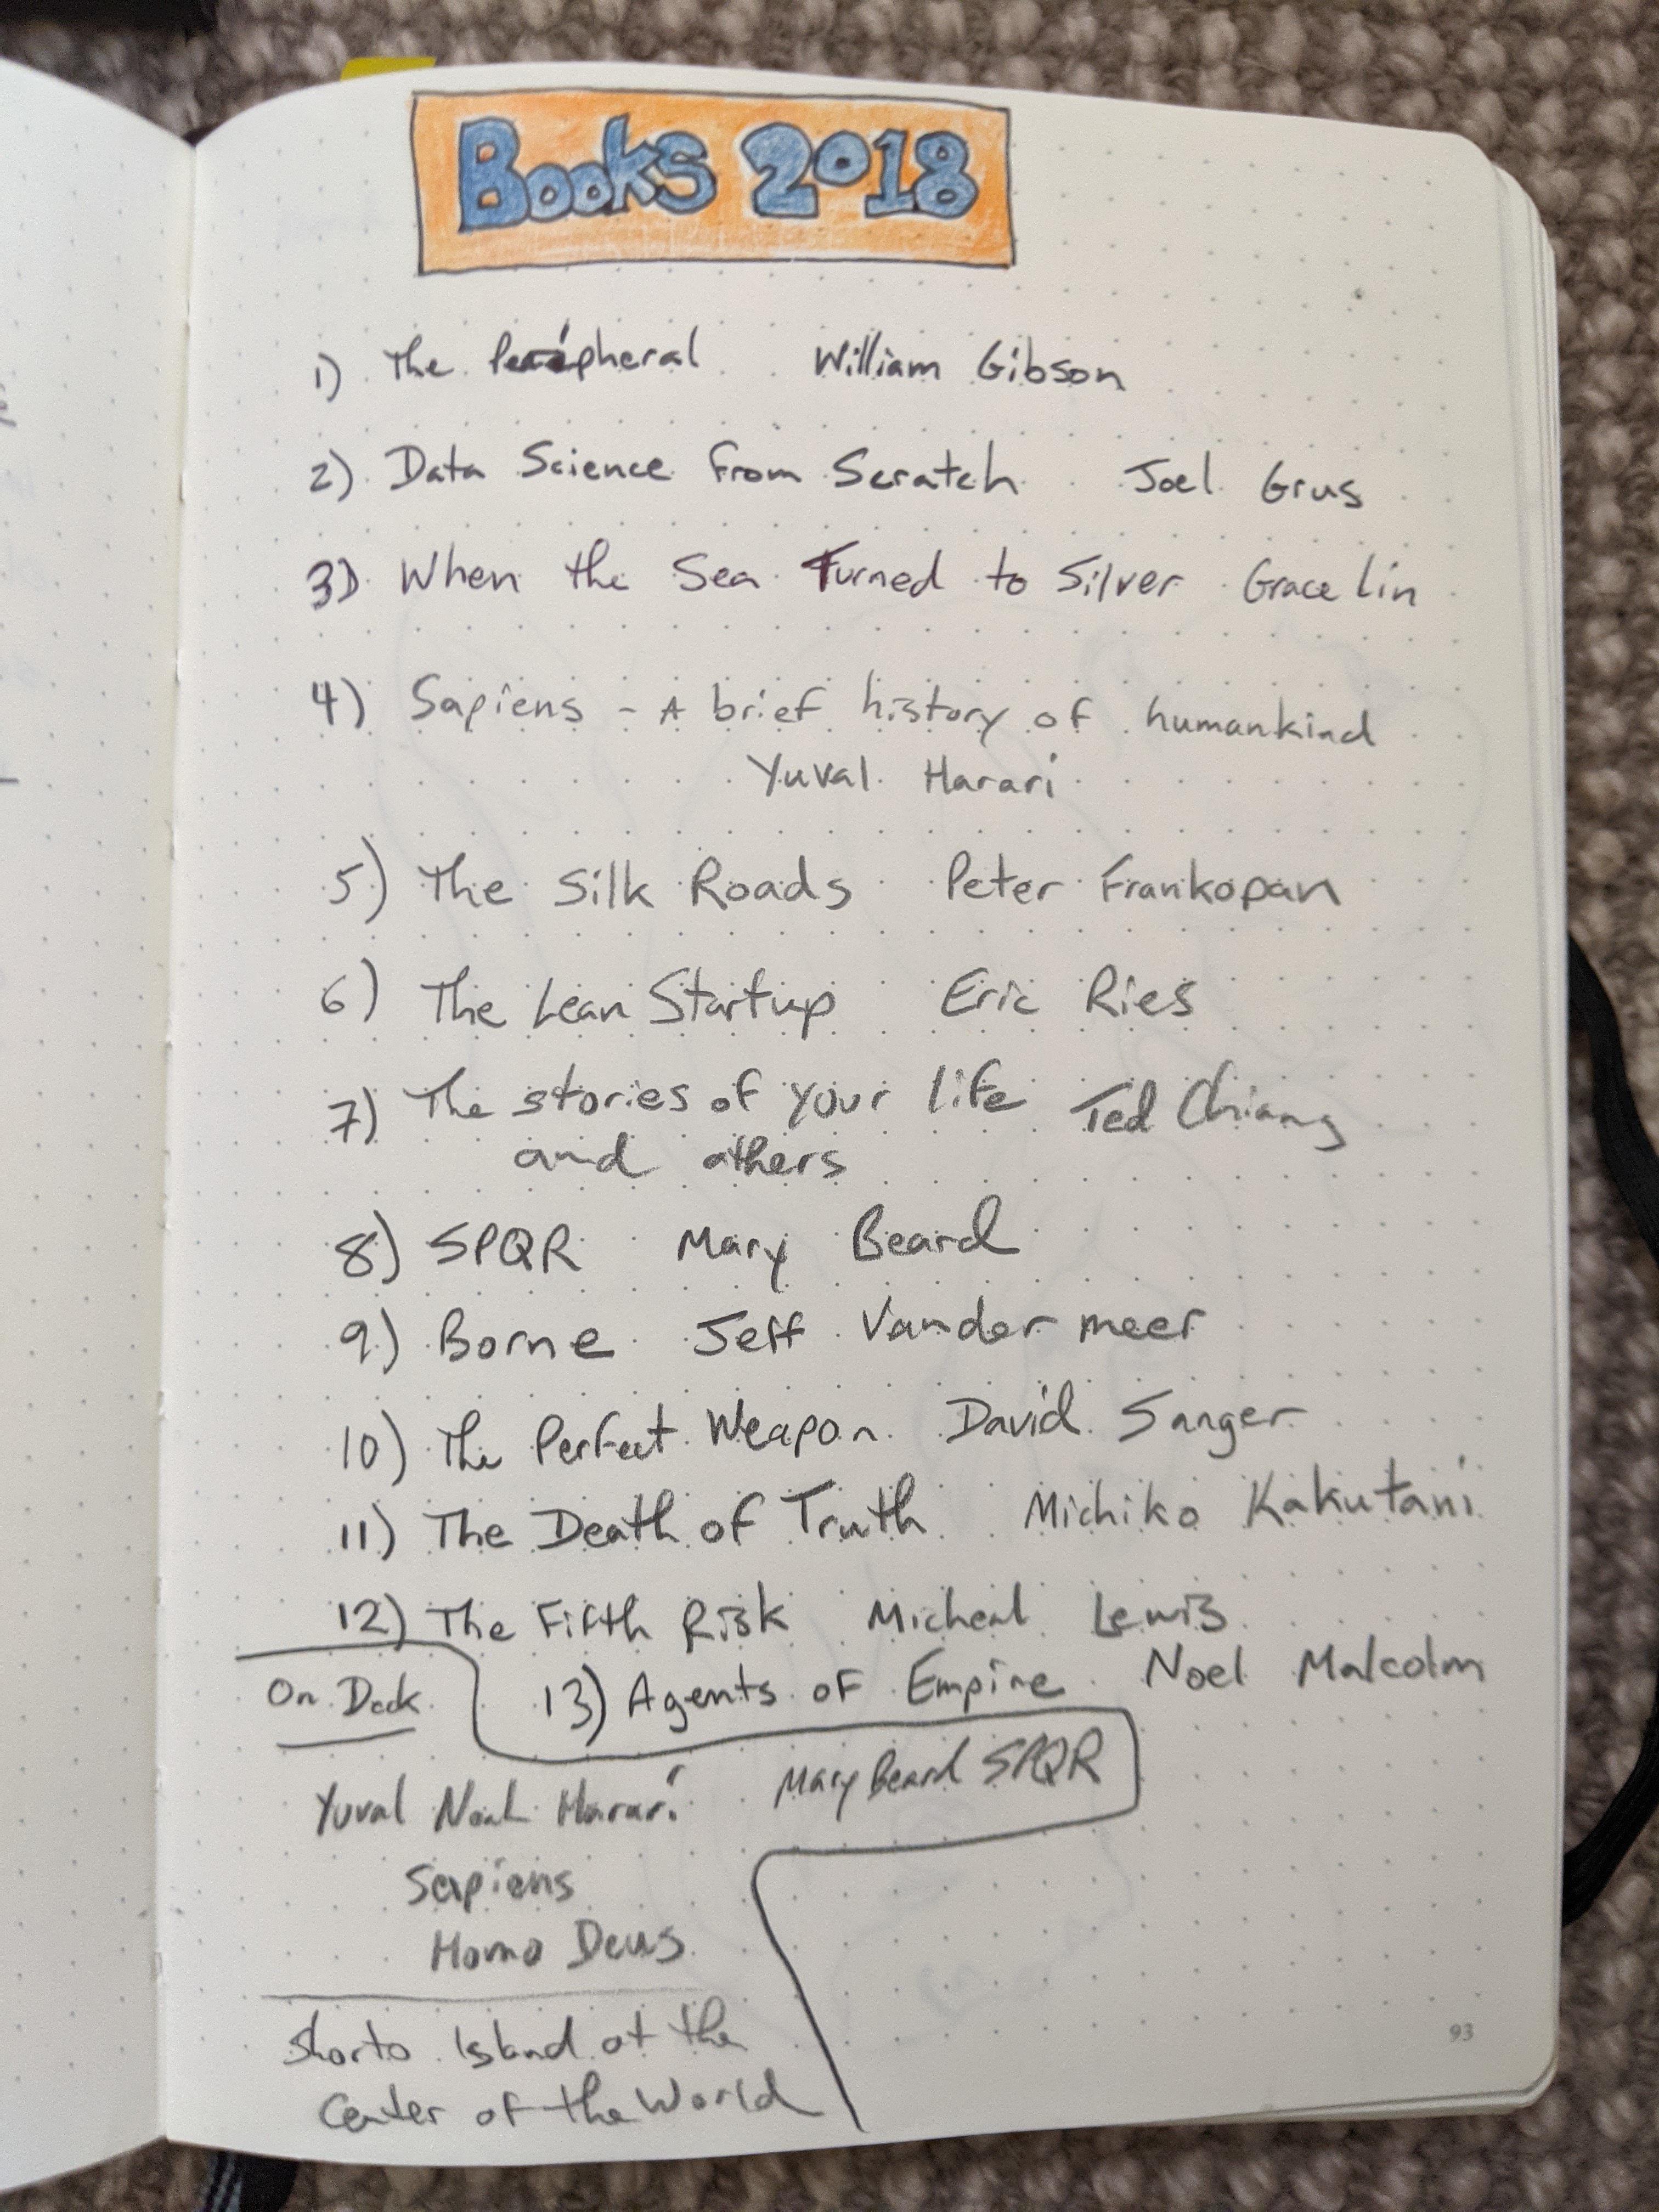 Books 2018
1) The Peripheral William Gibson
2) Data Science from Scratch Joel Grus
3) When the Sea Turned to Silver Grace Lin
4) Sapiens - A brief history of humankind
Yuval Harari
5) The Silk Roads Peter Frankopan
6) The Lean Startup Eric Ries
7) The stories of your life Ted Chiang
and others
8) SPQR Mary Beard
9) Borne Jeff Vander meer
10) The Perfect Weapon David Sanger
11) The Death of Truth Michiko Kakutani
12) The Fifth Risk Micheal Lewis
On Deck
13) Agents of Empire Noel Malcolm
Yuval Noah Harari
Mary Beard SPQR
Sapiens
Homo Deus
Shorto Island at the
Center of the World
93